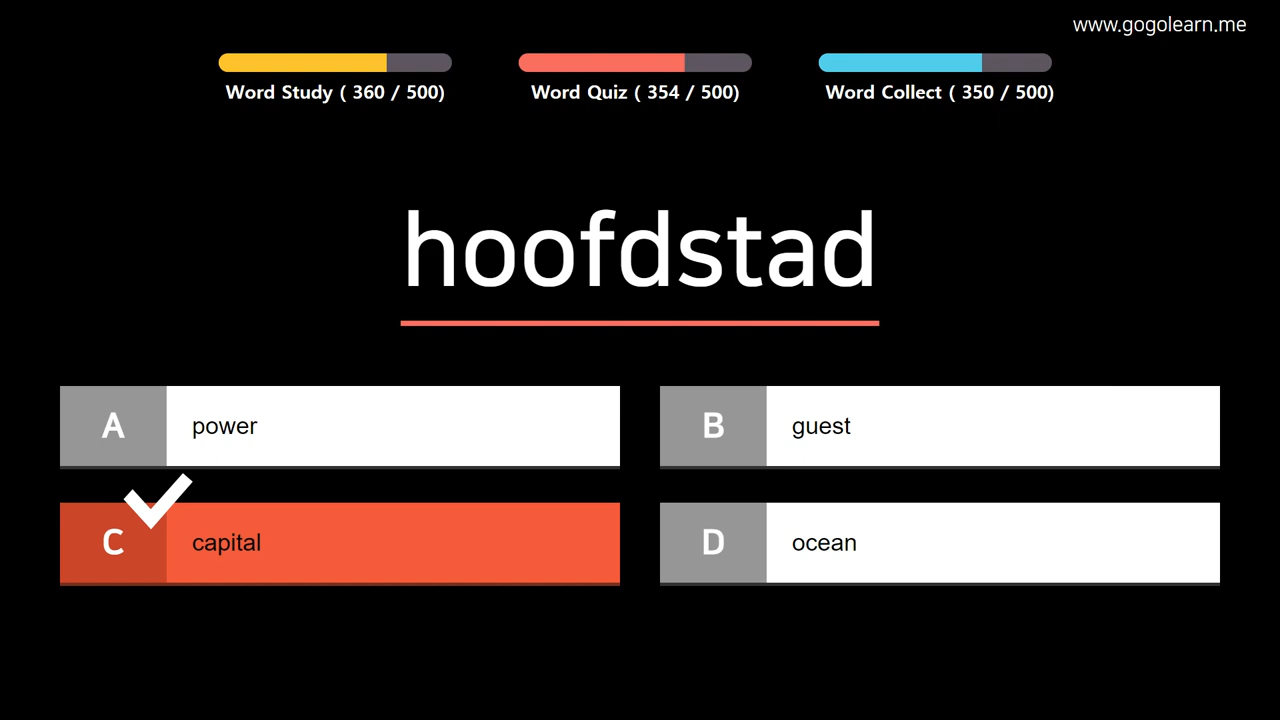 www.gogolearn.me
Word Study ( 360 / 500)
Word Quiz ( 354 / 500)
Word Collect ( 350 / 500)
hoofdstad
A power
B guest
C capital
D ocean